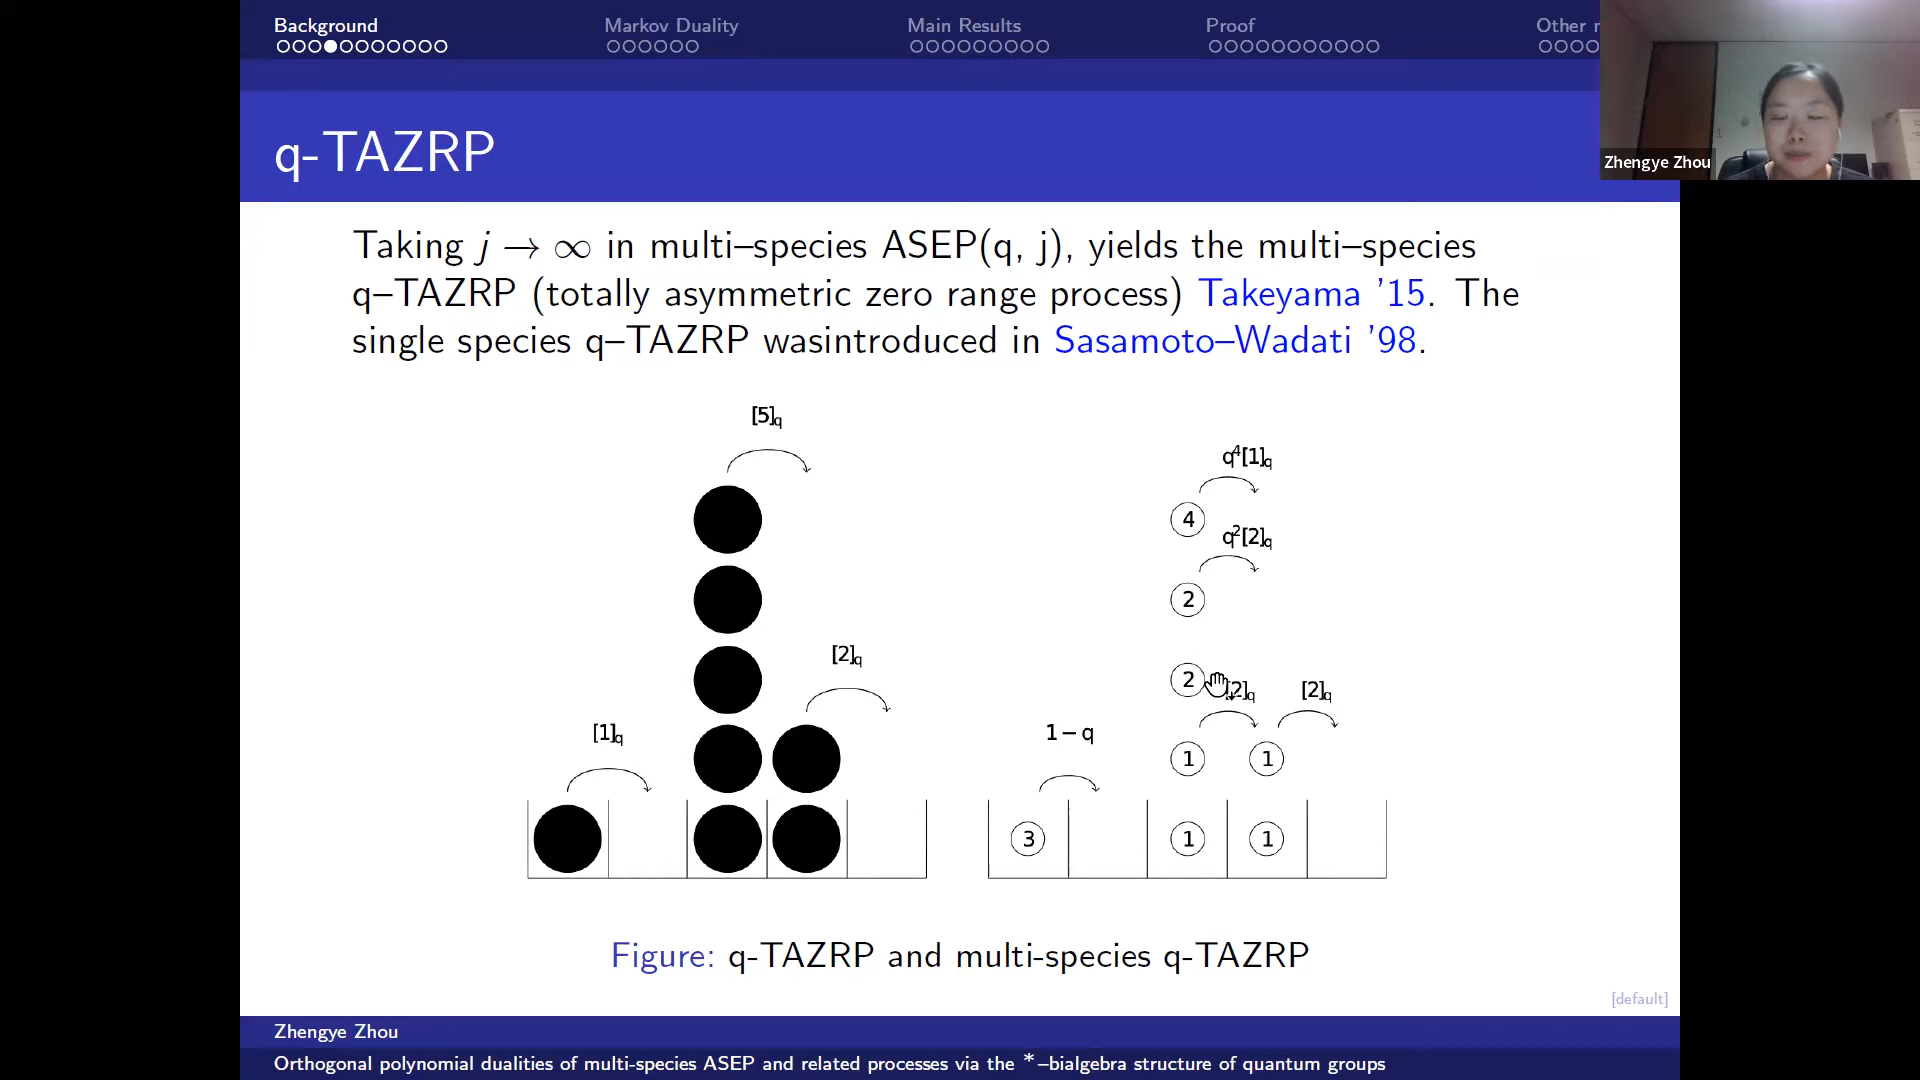 Background Markov Duality Main Results Proof Other
Zhengye Zhou
q-TAZRP
Taking j → ∞ in multi–species ASEP(q, j), yields the multi–species
q–TAZRP (totally asymmetric zero range process) Takeyama '15. The
single species q–TAZRP wasintroduced in Sasamoto–Wadati '98.
[5]q
[2]q
[1]q
q⁴[1]q
4
q²[2]q
2
2
[2]q [2]q
1 − q
1 1
3 1 1
Figure: q-TAZRP and multi-species q-TAZRP
[default]
Zhengye Zhou
Orthogonal polynomial dualities of multi-species ASEP and related processes via the *–bialgebra structure of quantum groups